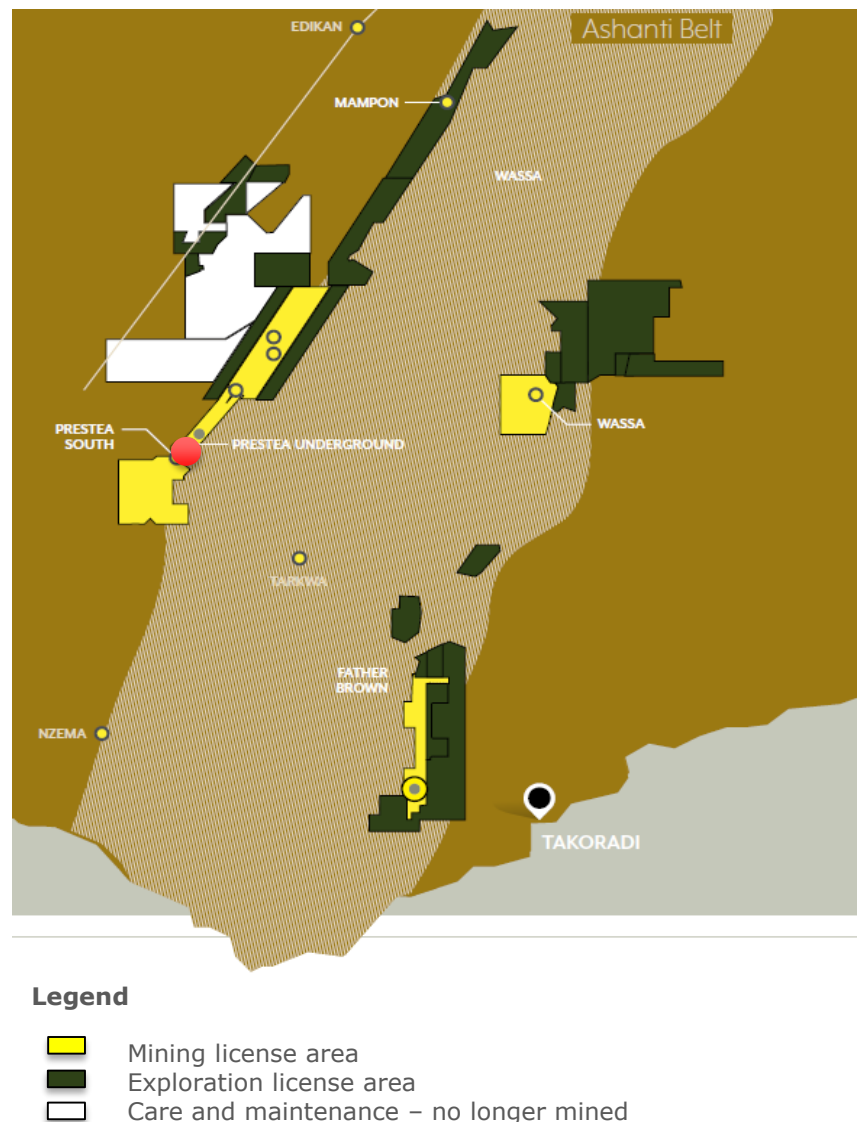 Ashanti Belt
EDIKAN
MAMPON
WASSA
PRESTEA
SOUTH
PRESTEA UNDERGROUND
WASSA
TARKWA
FATHER
BROWN
NZEMA
TAKORADI
Legend
Mining license area
Exploration license area
Care and maintenance – no longer mined